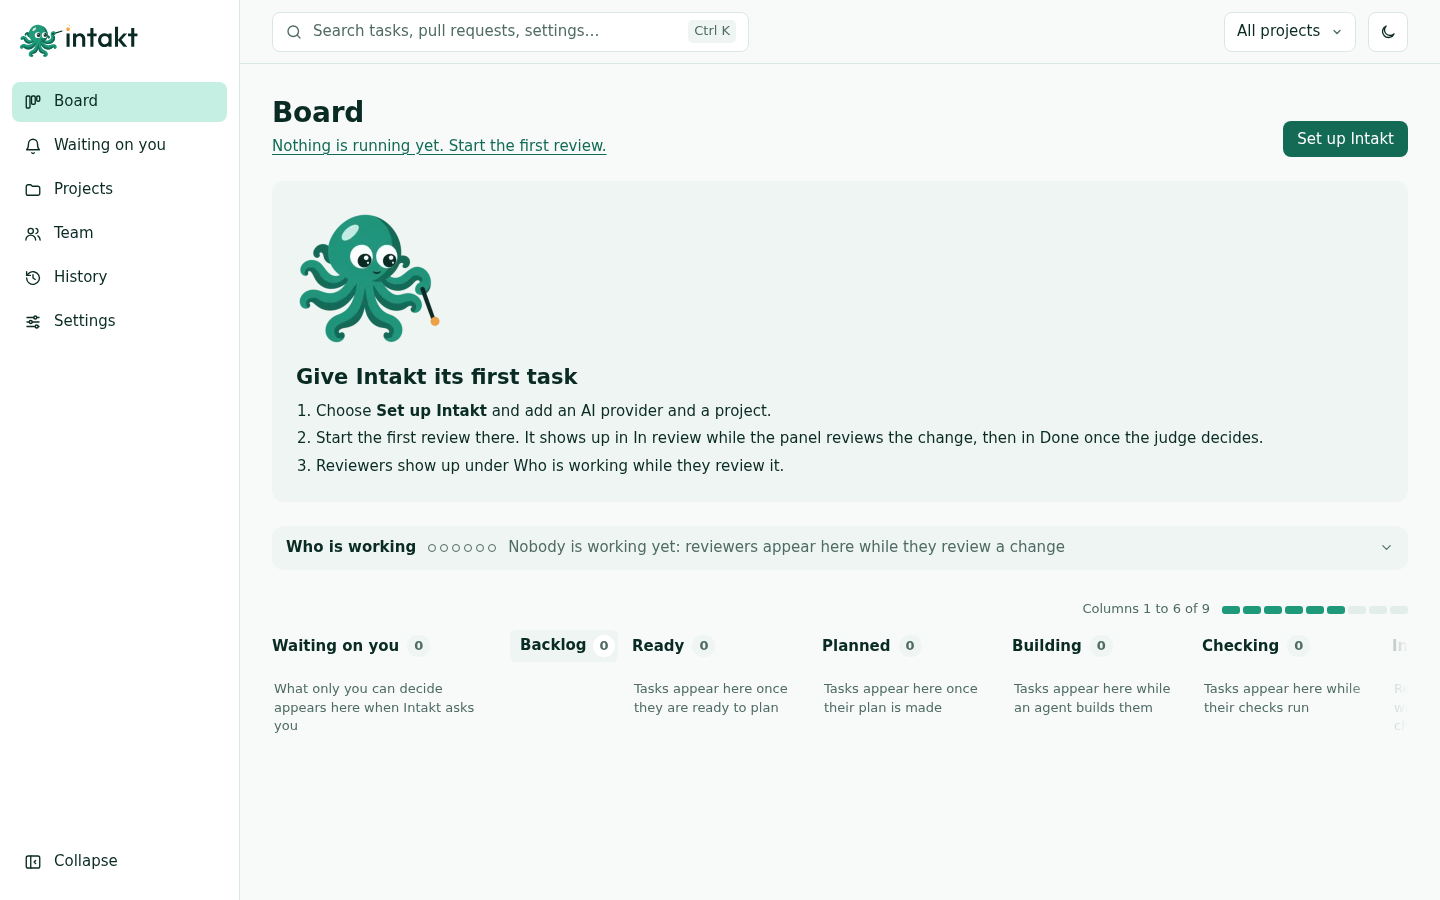 intakt
Search tasks, pull requests, settings...
Ctrl K
All projects
Board
Waiting on you
Projects
Team
History
Settings
Collapse
Board
Nothing is running yet. Start the first review.
Set up Intakt
Give Intakt its first task
1. Choose Set up Intakt and add an AI provider and a project.
2. Start the first review there. It shows up in In review while the panel reviews the change, then in Done once the judge decides.
3. Reviewers show up under Who is working while they review it.
Who is working
Nobody is working yet: reviewers appear here while they review a change
Columns 1 to 6 of 9
Waiting on you 0
What only you can decide
appears here when Intakt asks
you
Backlog 0
Ready 0
Tasks appear here once
they are ready to plan
Planned 0
Tasks appear here once
their plan is made
Building 0
Tasks appear here while
an agent builds them
Checking 0
Tasks appear here while
their checks run